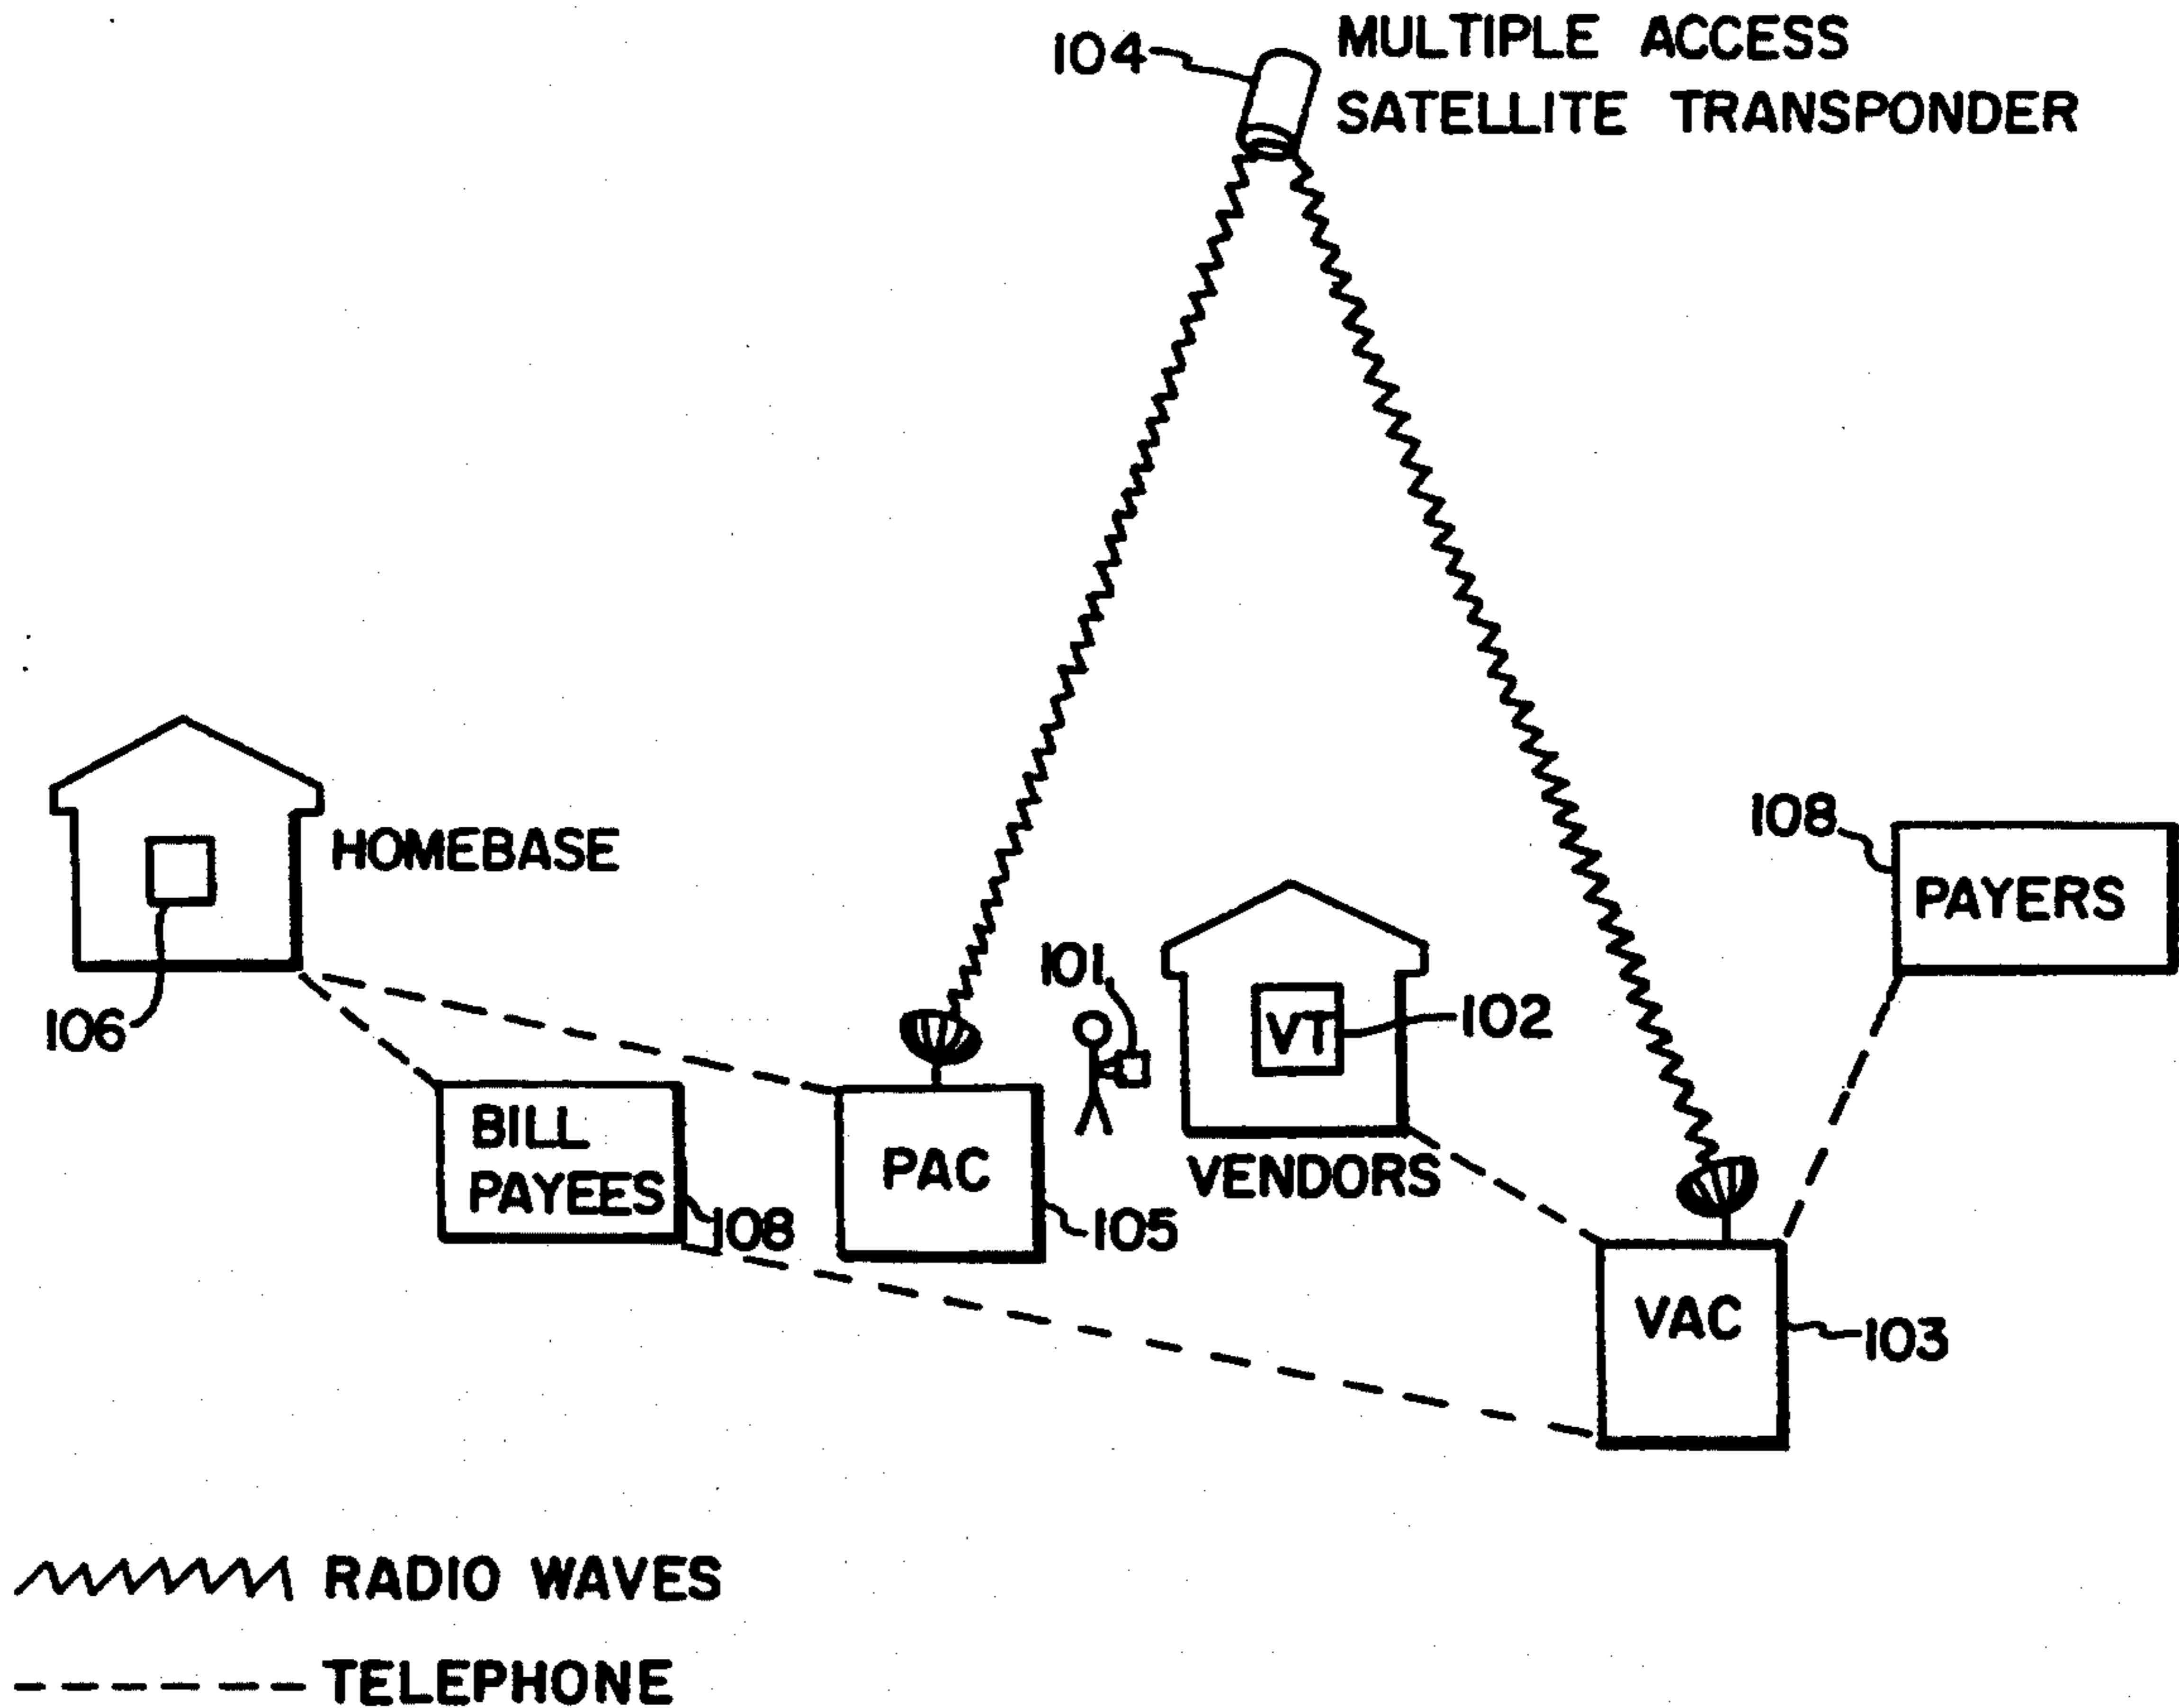 104
MULTIPLE ACCESS
SATELLITE TRANSPONDER
HOMEBASE
106
108
PAYERS
101
VT
102
BILL
PAYEES
108
PAC
105
VENDORS
VAC
103
RADIO WAVES
TELEPHONE